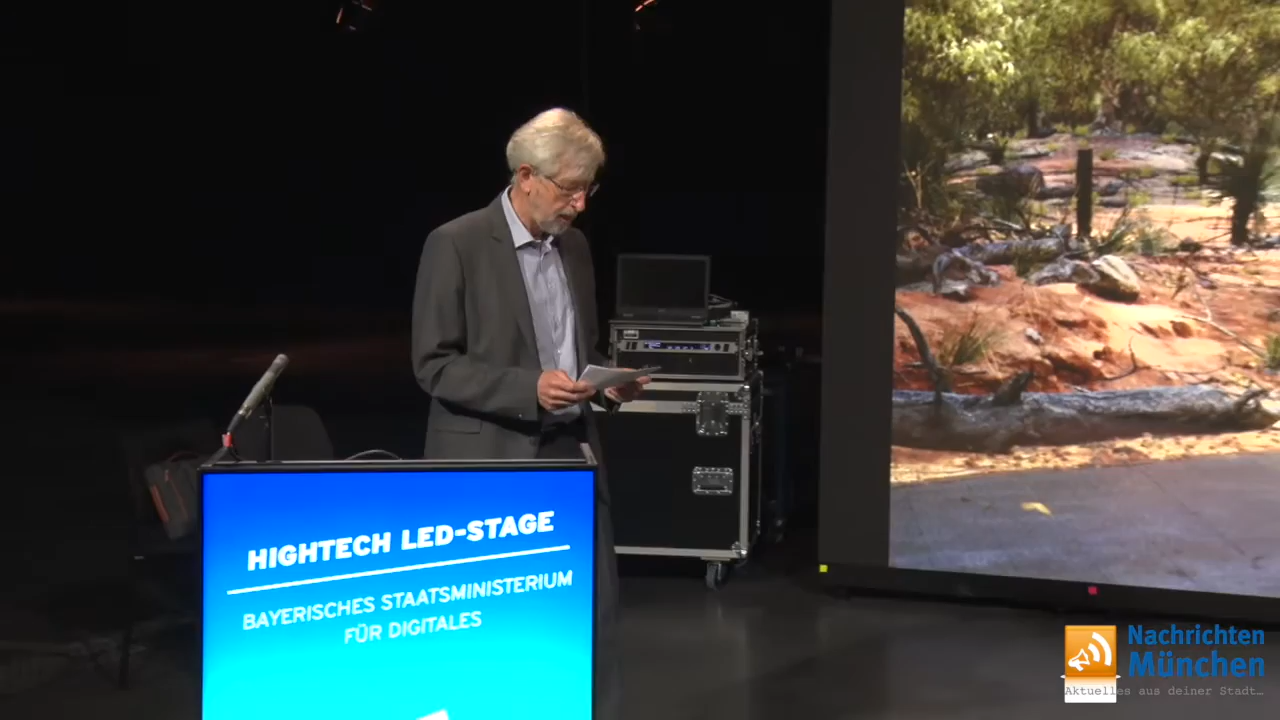 HIGHTECH LED-STAGE
BAYERISCHES STAATSMINISTERIUM
FÜR DIGITALES
Nachrichten
München
Aktuelles aus deiner Stadt…